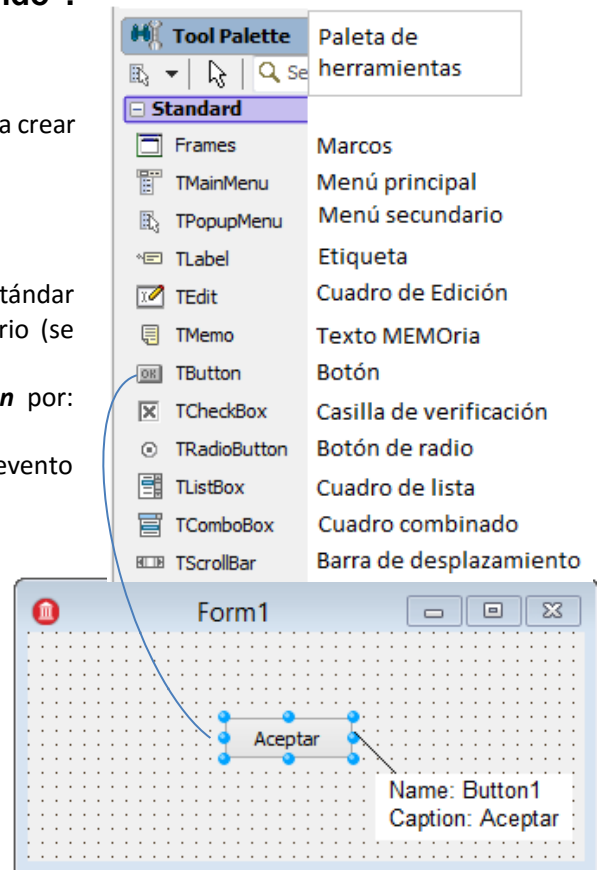 ndo".
Tool Palette Paleta de
Se herramientas
Standard
a crear
Frames Marcos
TMainMenu Menú principal
TPopupMenu Menú secundario
TLabel Etiqueta
tándar
TEdit Cuadro de Edición
rio (se
TMemo Texto MEMOria
OK TButton Botón
n por:
TCheckBox Casilla de verificación
TRadioButton Botón de radio
evento
TListBox Cuadro de lista
TComboBox Cuadro combinado
TScrollBar Barra de desplazamiento
Form1
Aceptar
Name: Button1
Caption: Aceptar